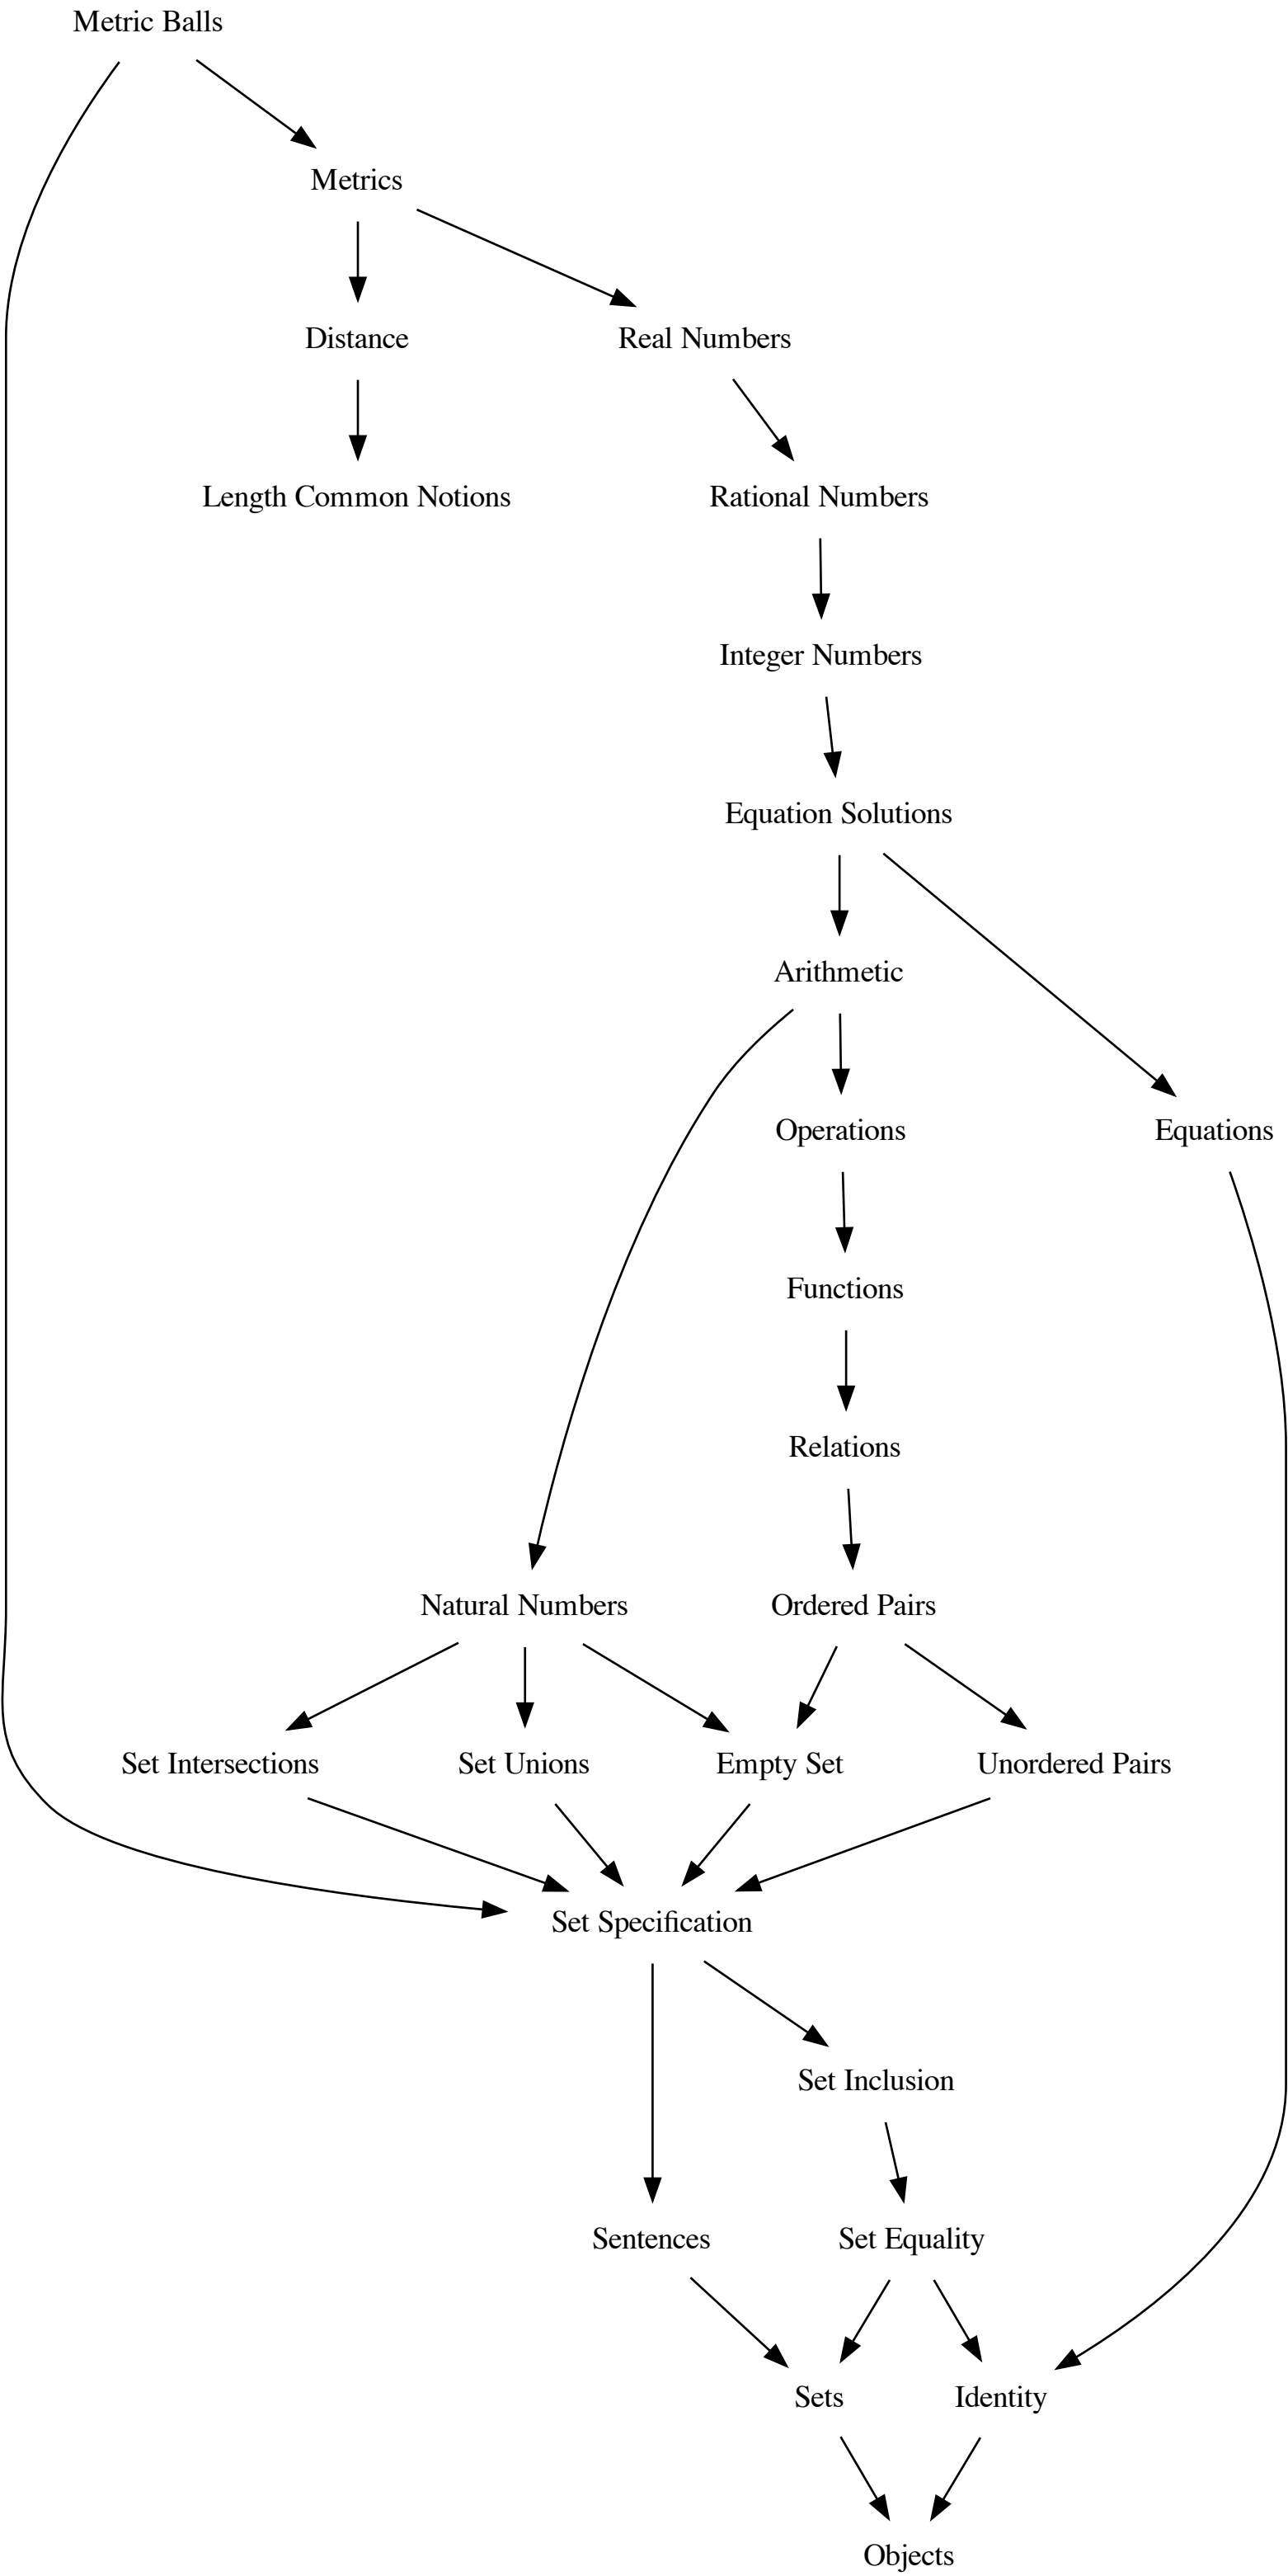 Metric Balls
Metrics
Distance
Real Numbers
Length Common Notions
Rational Numbers
Integer Numbers
Equation Solutions
Arithmetic
Operations
Equations
Functions
Relations
Natural Numbers
Ordered Pairs
Set Intersections
Set Unions
Empty Set
Unordered Pairs
Set Specification
Set Inclusion
Sentences
Set Equality
Sets
Identity
Objects